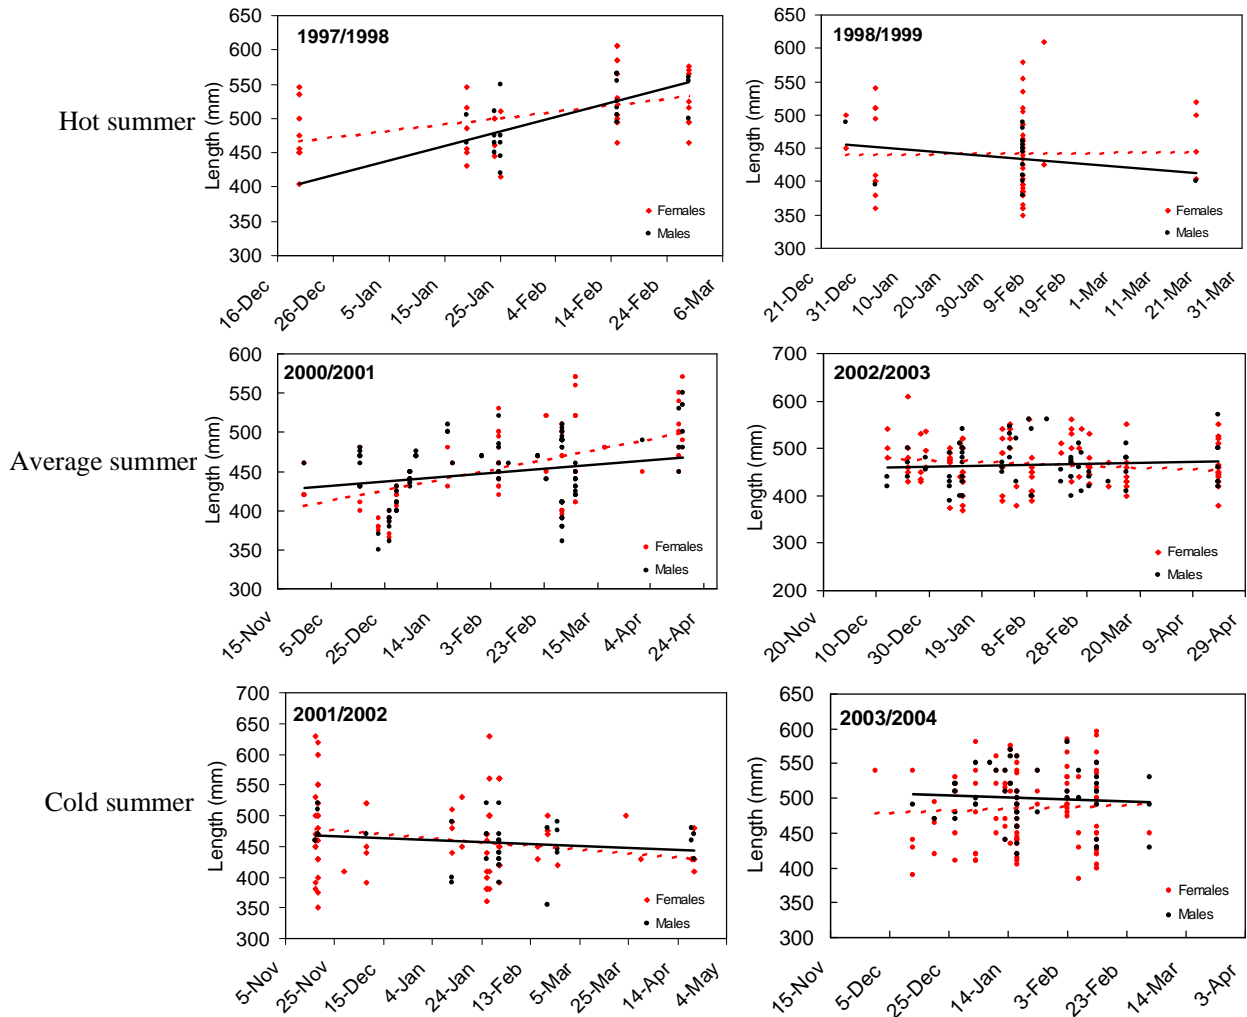 Hot summer
1997/1998
Length (mm)
650
600
550
500
450
400
350
300
Females
Males
16-Dec
26-Dec
5-Jan
15-Jan
25-Jan
4-Feb
14-Feb
24-Feb
6-Mar
1998/1999
Length (mm)
650
600
550
500
450
400
350
300
Females
Males
21-Dec
31-Dec
10-Jan
20-Jan
30-Jan
9-Feb
19-Feb
1-Mar
11-Mar
21-Mar
31-Mar
Average summer
2000/2001
Length (mm)
600
550
500
450
400
350
300
Females
Males
15-Nov
5-Dec
25-Dec
14-Jan
3-Feb
23-Feb
15-Mar
4-Apr
24-Apr
2002/2003
Length (mm)
700
600
500
400
300
200
Females
Males
20-Nov
10-Dec
30-Dec
19-Jan
8-Feb
28-Feb
20-Mar
9-Apr
29-Apr
Cold summer
2001/2002
Length (mm)
700
650
600
550
500
450
400
350
300
Females
Males
5-Nov
25-Nov
15-Dec
4-Jan
24-Jan
13-Feb
5-Mar
25-Mar
14-Apr
4-May
2003/2004
Length (mm)
650
600
550
500
450
400
350
300
Females
Males
15-Nov
5-Dec
25-Dec
14-Jan
3-Feb
23-Feb
14-Mar
3-Apr